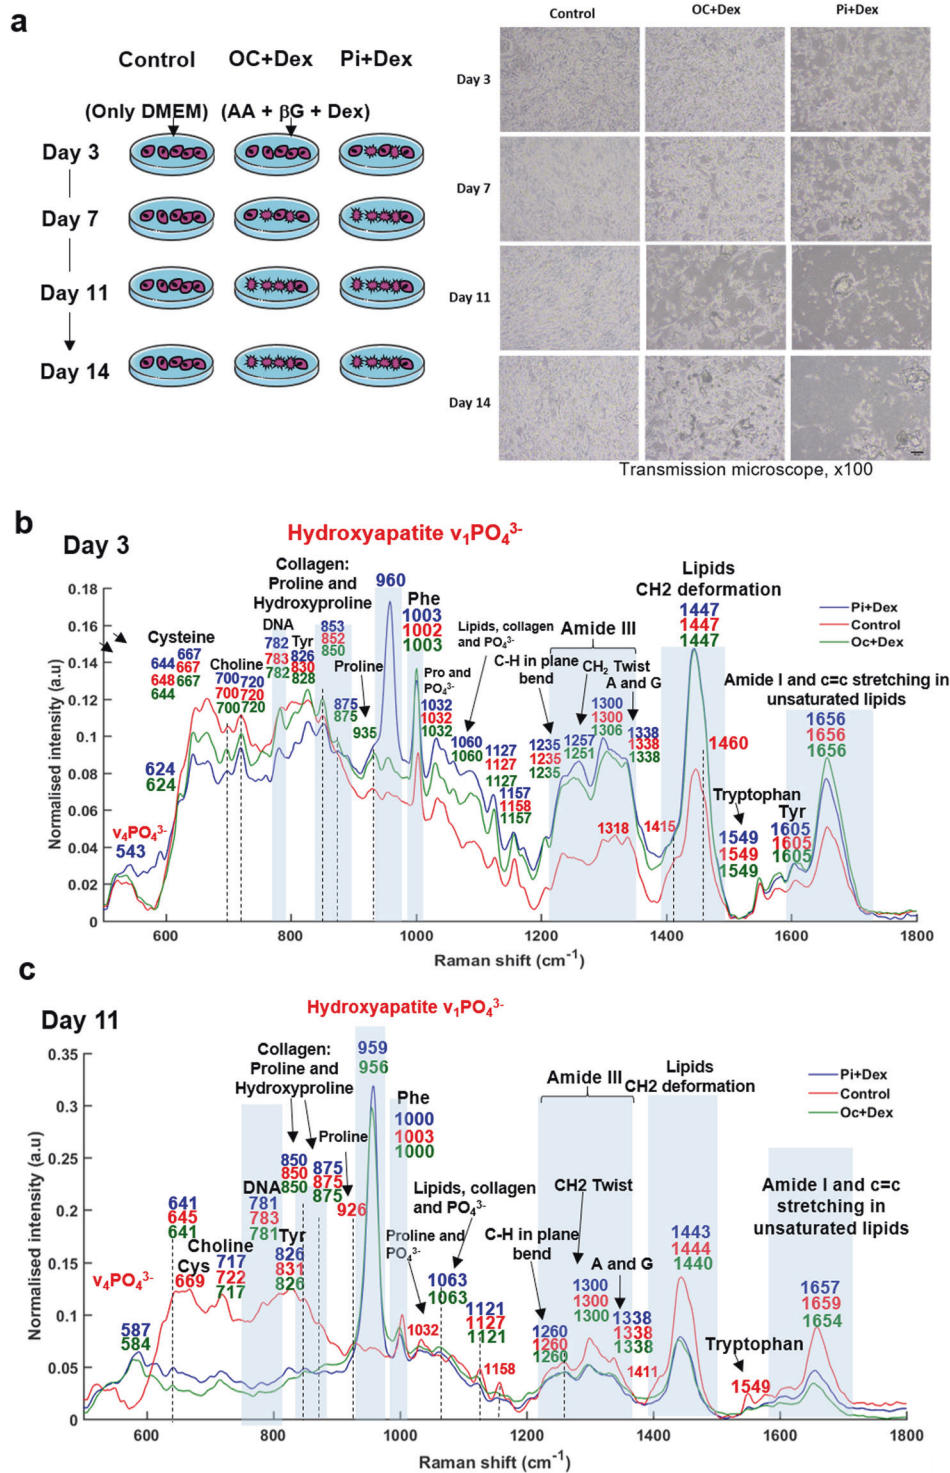 a
Control
OC+Dex
Pi+Dex
(Only DMEM)
(AA + βG + Dex)
Day 3
Day 7
Day 11
Day 14
Control
OC+Dex
Pi+Dex
Day 3
Day 7
Day 11
Day 14
Transmission microscope, x100
b
Day 3
Hydroxyapatite v₁PO₄³⁻
Normalised intensity (a.u)
0.18
0.16
0.14
0.12
0.1
0.08
0.06
0.04
0.02
0
v₄PO₄³⁻
543
624
624
Cysteine
644
648
644
667
667
667
Choline
700
700
700
720
720
720
Collagen:
Proline and
Hydroxyproline
DNA
782
783
782
Tyr
826
830
828
853
852
850
875
875
Proline
935
960
Phe
1003
1002
1003
Pro and
PO₄³⁻
1032
1032
1032
Lipids, collagen
and PO₄³⁻
1060
1060
1127
1127
1127
1157
1158
1157
C-H in plane
bend
1235
1235
1235
Amide III
CH₂ Twist
1257
1251
1300
1300
1306
A and G
1338
1338
1338
1318
1415
Lipids
CH2 deformation
1447
1447
1447
1460
Tryptophan
1549
1549
1549
Tyr
1605
1605
1605
Pi+Dex
Control
Oc+Dex
Amide I and c=c stretching in
unsaturated lipids
1656
1656
1656
600
800
1000
1200
1400
1600
1800
Raman shift (cm⁻¹)
c
Day 11
Hydroxyapatite v₁PO₄³⁻
Normalised intensity (a.u)
0.35
0.3
0.25
0.2
0.15
0.1
0.05
0
v₄PO₄³⁻
587
584
641
645
641
Cys
669
Choline
717
722
717
DNA
781
783
781
Collagen:
Proline and
Hydroxyproline
Tyr
826
831
826
850
850
850
875
875
875
Proline
926
959
956
Phe
1000
1003
1000
Proline and
PO₄³⁻
1032
Lipids, collagen
and PO₄³⁻
1063
1063
1121
1127
1121
1158
C-H in plane
bend
1260
1260
1260
Amide III
CH2 Twist
1300
1300
1300
A and G
1338
1338
1338
1411
Lipids
CH2 deformation
1443
1444
1440
Tryptophan
1549
Pi+Dex
Control
Oc+Dex
Amide I and c=c
stretching in
unsaturated lipids
1657
1659
1654
600
800
1000
1200
1400
1600
1800
Raman shift (cm⁻¹)